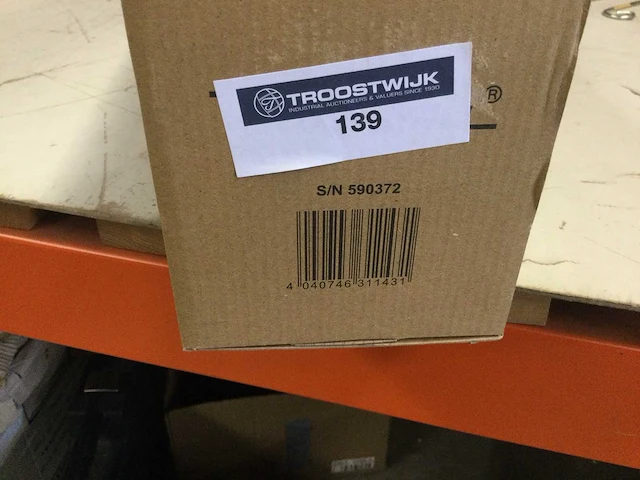 TROOSTWIJK
INDUSTRIAL AUCTIONEERS & VALUERS SINCE 1930
139
®
S/N 590372
4 040746 311431